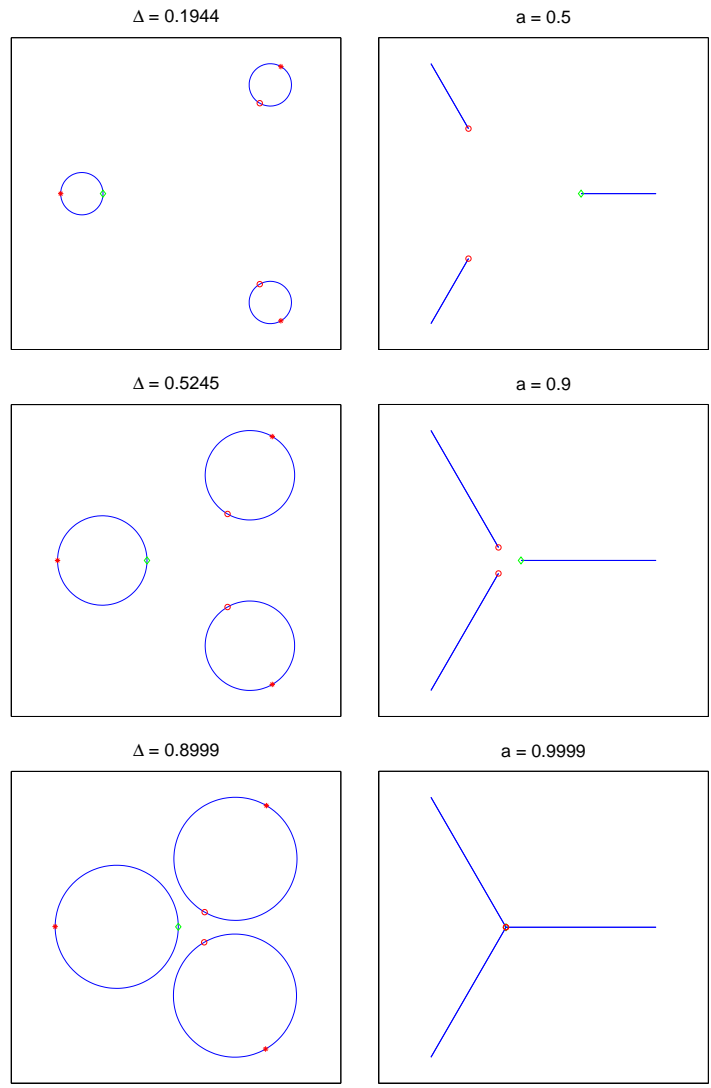 Δ = 0.1944
a = 0.5
Δ = 0.5245
a = 0.9
Δ = 0.8999
a = 0.9999